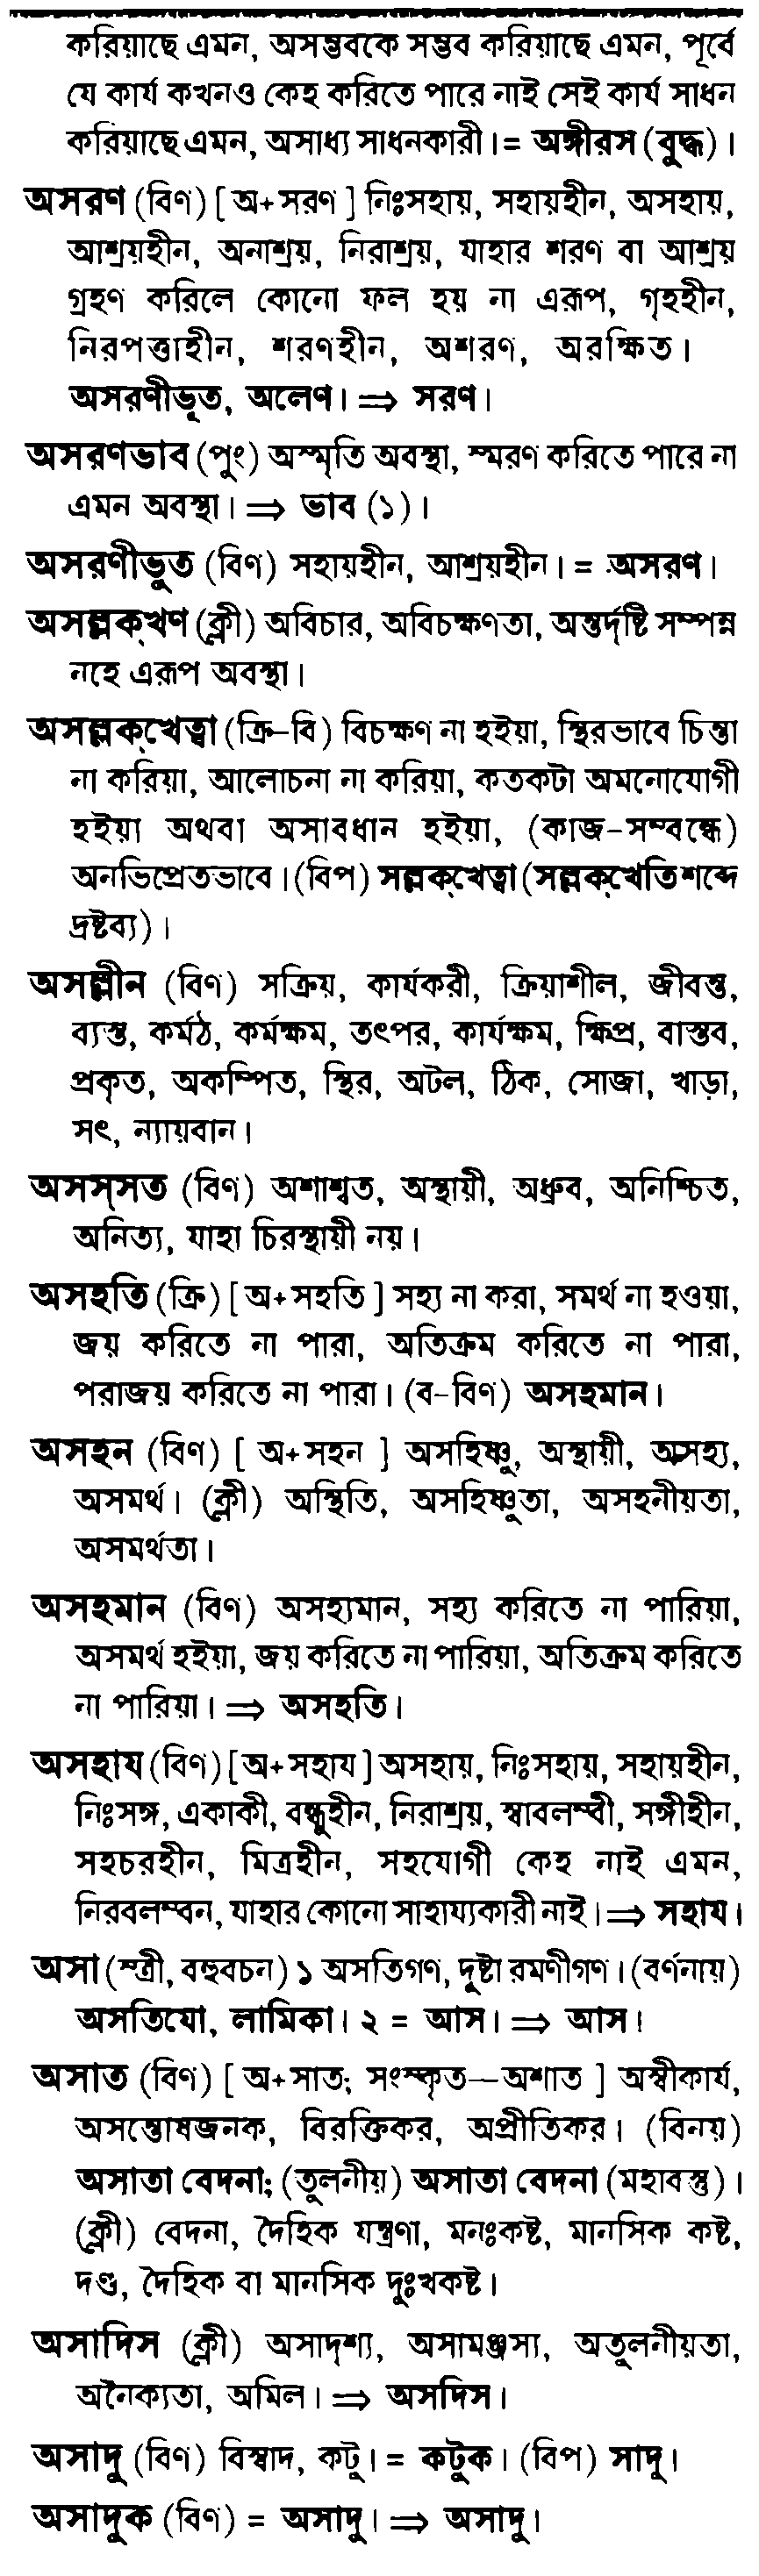 করিয়াছে এমন, অসম্ভবকে সম্ভব করিয়াছে এমন, পূর্বে
যে কার্য কখনও কেহ করিতে পারে নাই সেই কার্য সাধন
করিয়াছে এমন, অসাধ্য সাধনকারী। = অঙ্গীরস (বুদ্ধ)।
অসরণ (বিণ) [ অ+সরণ ] নিঃসহায়, সহায়হীন, অসহায়,
আশ্রয়হীন, অনাশ্রয়, নিরাশ্রয়, যাহার শরণ বা আশ্রয়
গ্রহণ করিলে কোনো ফল হয় না এরূপ, গৃহহীন,
নিরপত্তাহীন, শরণহীন, অশরণ, অরক্ষিত।
অসরণীভূত, অলেণ। ⇒ সরণ।
অসরণভাব (পুং) অস্মৃতি অবস্থা, স্মরণ করিতে পারে না
এমন অবস্থা। ⇒ ভাব (১)।
অসরণীভুত (বিণ) সহায়হীন, আশ্রয়হীন। = অসরণ।
অসল্লক্খণ (ক্লী) অবিচার, অবিচক্ষণতা, অন্তর্দৃষ্টি সম্পন্ন
নহে এরূপ অবস্থা।
অসল্লক্খেত্বা (ক্রি-বি) বিচক্ষণ না হইয়া, স্থিরভাবে চিন্তা
না করিয়া, আলোচনা না করিয়া, কতকটা অমনোযোগী
হইয়া অথবা অসাবধান হইয়া, (কাজ-সম্বন্ধে)
অনভিপ্রেতভাবে। (বিপ) সল্লক্খেত্বা (সল্লক্খেতি শব্দে
দ্রষ্টব্য)।
অসল্লীন (বিণ) সক্রিয়, কার্যকরী, ক্রিয়াশীল, জীবন্ত,
ব্যস্ত, কর্মঠ, কর্মক্ষম, তৎপর, কার্যক্ষম, ক্ষিপ্র, বাস্তব,
প্রকৃত, অকম্পিত, স্থির, অটল, ঠিক, সোজা, খাড়া,
সৎ, ন্যায়বান।
অসস্সত (বিণ) অশাশ্বত, অস্থায়ী, অধ্রুব, অনিশ্চিত,
অনিত্য, যাহা চিরস্থায়ী নয়।
অসহতি (ক্রি) [ অ+সহতি ] সহ্য না করা, সমর্থ না হওয়া,
জয় করিতে না পারা, অতিক্রম করিতে না পারা,
পরাজয় করিতে না পারা। (ব-বিণ) অসহমান।
অসহন (বিণ) [ অ+সহন ] অসহিষ্ণু, অস্থায়ী, অসহ্য,
অসমর্থ। (ক্লী) অস্থিতি, অসহিষ্ণুতা, অসহনীয়তা,
অসমর্থতা।
অসহমান (বিণ) অসহ্যমান, সহ্য করিতে না পারিয়া,
অসমর্থ হইয়া, জয় করিতে না পারিয়া, অতিক্রম করিতে
না পারিয়া। ⇒ অসহতি।
অসহায (বিণ) [অ+সহায] অসহায়, নিঃসহায়, সহায়হীন,
নিঃসঙ্গ, একাকী, বন্ধুহীন, নিরাশ্রয়, স্বাবলম্বী, সঙ্গীহীন,
সহচরহীন, মিত্রহীন, সহযোগী কেহ নাই এমন,
নিরবলম্বন, যাহার কোনো সাহায্যকারী নাই। ⇒ সহায।
অসা (স্ত্রী, বহুবচন) ১ অসতিগণ, দুষ্টা রমণীগণ। (বর্ণনায়)
অসতিযো, লামিকা। ২ = আস। ⇒ আস।
অসাত (বিণ) [ অ+সাত; সংস্কৃত—অশাত ] অস্বীকার্য,
অসন্তোষজনক, বিরক্তিকর, অপ্রীতিকর। (বিনয়)
অসাতা বেদনা; (তুলনীয়) অসাতা বেদনা (মহাবস্তু)।
(ক্লী) বেদনা, দৈহিক যন্ত্রণা, মনঃকষ্ট, মানসিক কষ্ট,
দণ্ড, দৈহিক বা মানসিক দুঃখকষ্ট।
অসাদিস (ক্লী) অসাদৃশ্য, অসামঞ্জস্য, অতুলনীয়তা,
অনৈক্যতা, অমিল। ⇒ অসদিস।
অসাদু (বিণ) বিস্বাদ, কটু। = কটুক। (বিপ) সাদু।
অসাদুক (বিণ) = অসাদু। ⇒ অসাদু।